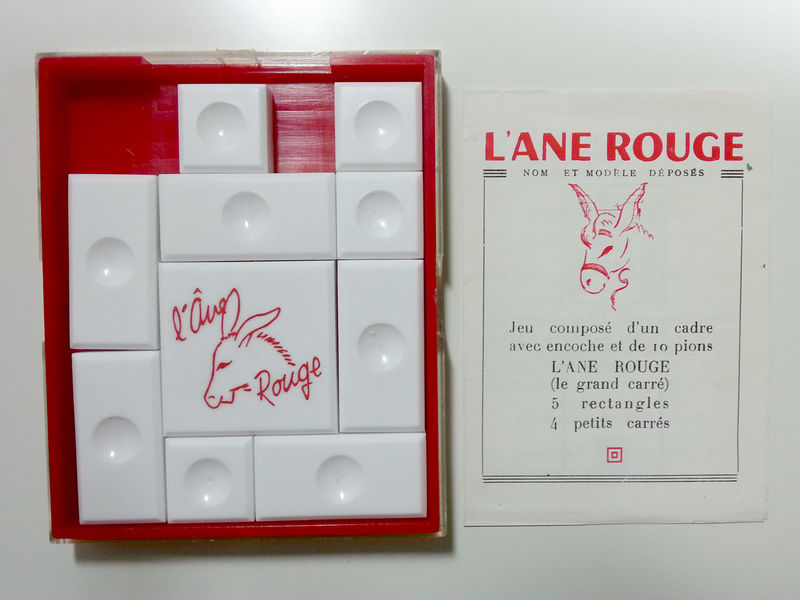 l'Âne
Rouge
L'ANE ROUGE
NOM ET MODÈLE DÉPOSÉS
Jeu composé d'un cadre
avec encoche et de 10 pions
L'ANE ROUGE
(le grand carré)
5 rectangles
4 petits carrés